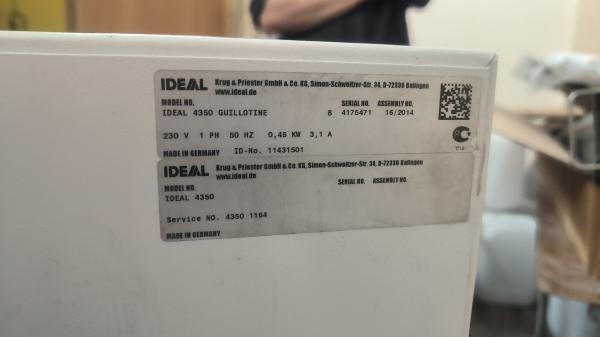 IDEAL Krug & Priester GmbH & Co. KG, Simon-Schweitzer-Str. 34, D-72336 Balingen
www.ideal.de
MODEL NO. SERIAL NO. ASSEMBLY NO.
IDEAL 4350 GUILLOTINE 8 4175471 16/2014
230 V 1 PH 50 HZ 0,45 KW 3,1 A
MADE IN GERMANY ID-No. 11431501
IDEAL Krug & Priester GmbH & Co. KG, Simon-Schweitzer-Str. 34, D-72336 Balingen
www.ideal.de
MODEL NO. SERIAL NO. ASSEMBLY NO.
IDEAL 4350
Service NO. 4350 1164
MADE IN GERMANY